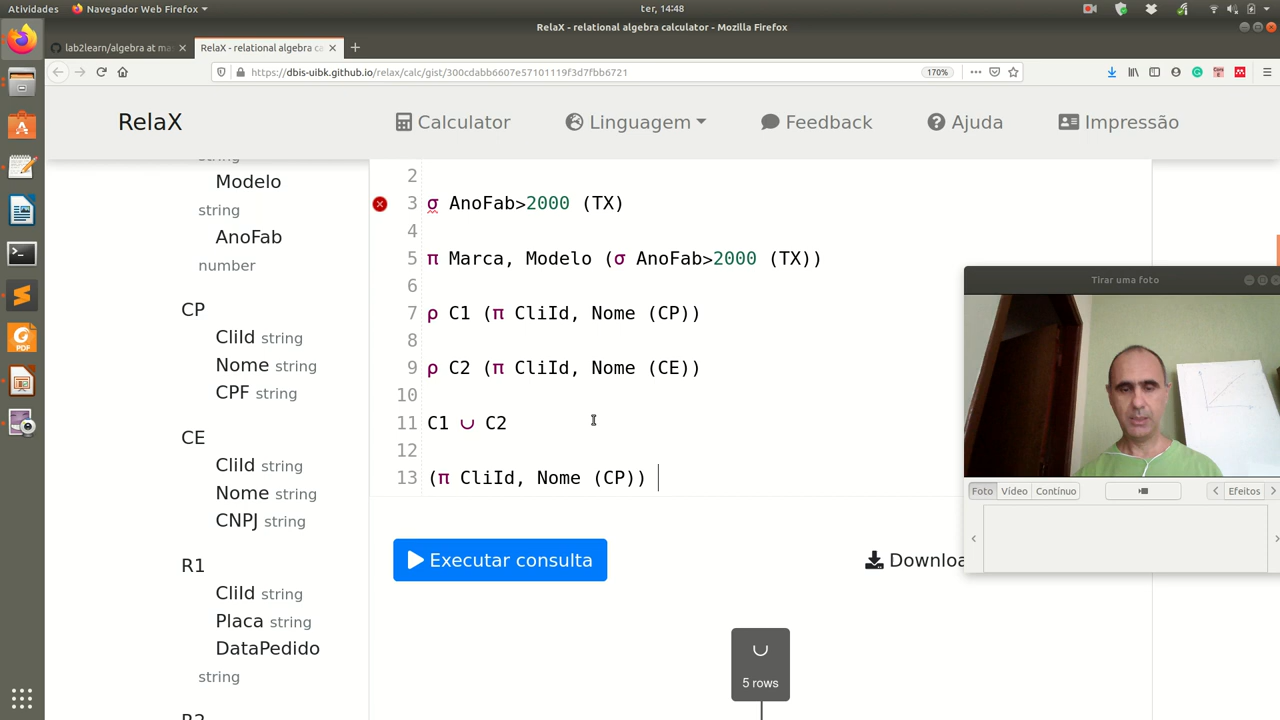 Atividades
Navegador Web Firefox
ter, 14:48
RelaX - relational algebra calculator - Mozilla Firefox
lab2learn/algebra at ma
RelaX - relational algebra ca
https://dbis-uibk.github.io/relax/calc/gist/300cdabb6607e57101119f3d7fbb6721
170%
RelaX
Calculator
Linguagem
Feedback
Ajuda
Impressão
string
Modelo
string
AnoFab
number
CP
CliId string
Nome string
CPF string
CE
CliId string
Nome string
CNPJ string
R1
CliId string
Placa string
DataPedido
string
R2
2
3 σ AnoFab>2000 (TX)
4
5 π Marca, Modelo (σ AnoFab>2000 (TX))
6
7 ρ C1 (π CliId, Nome (CP))
8
9 ρ C2 (π CliId, Nome (CE))
10
11 C1 ∪ C2
12
13 (π CliId, Nome (CP))
Executar consulta
Downloa
∪
5 rows
Tirar uma foto
Foto
Vídeo
Contínuo
Efeitos